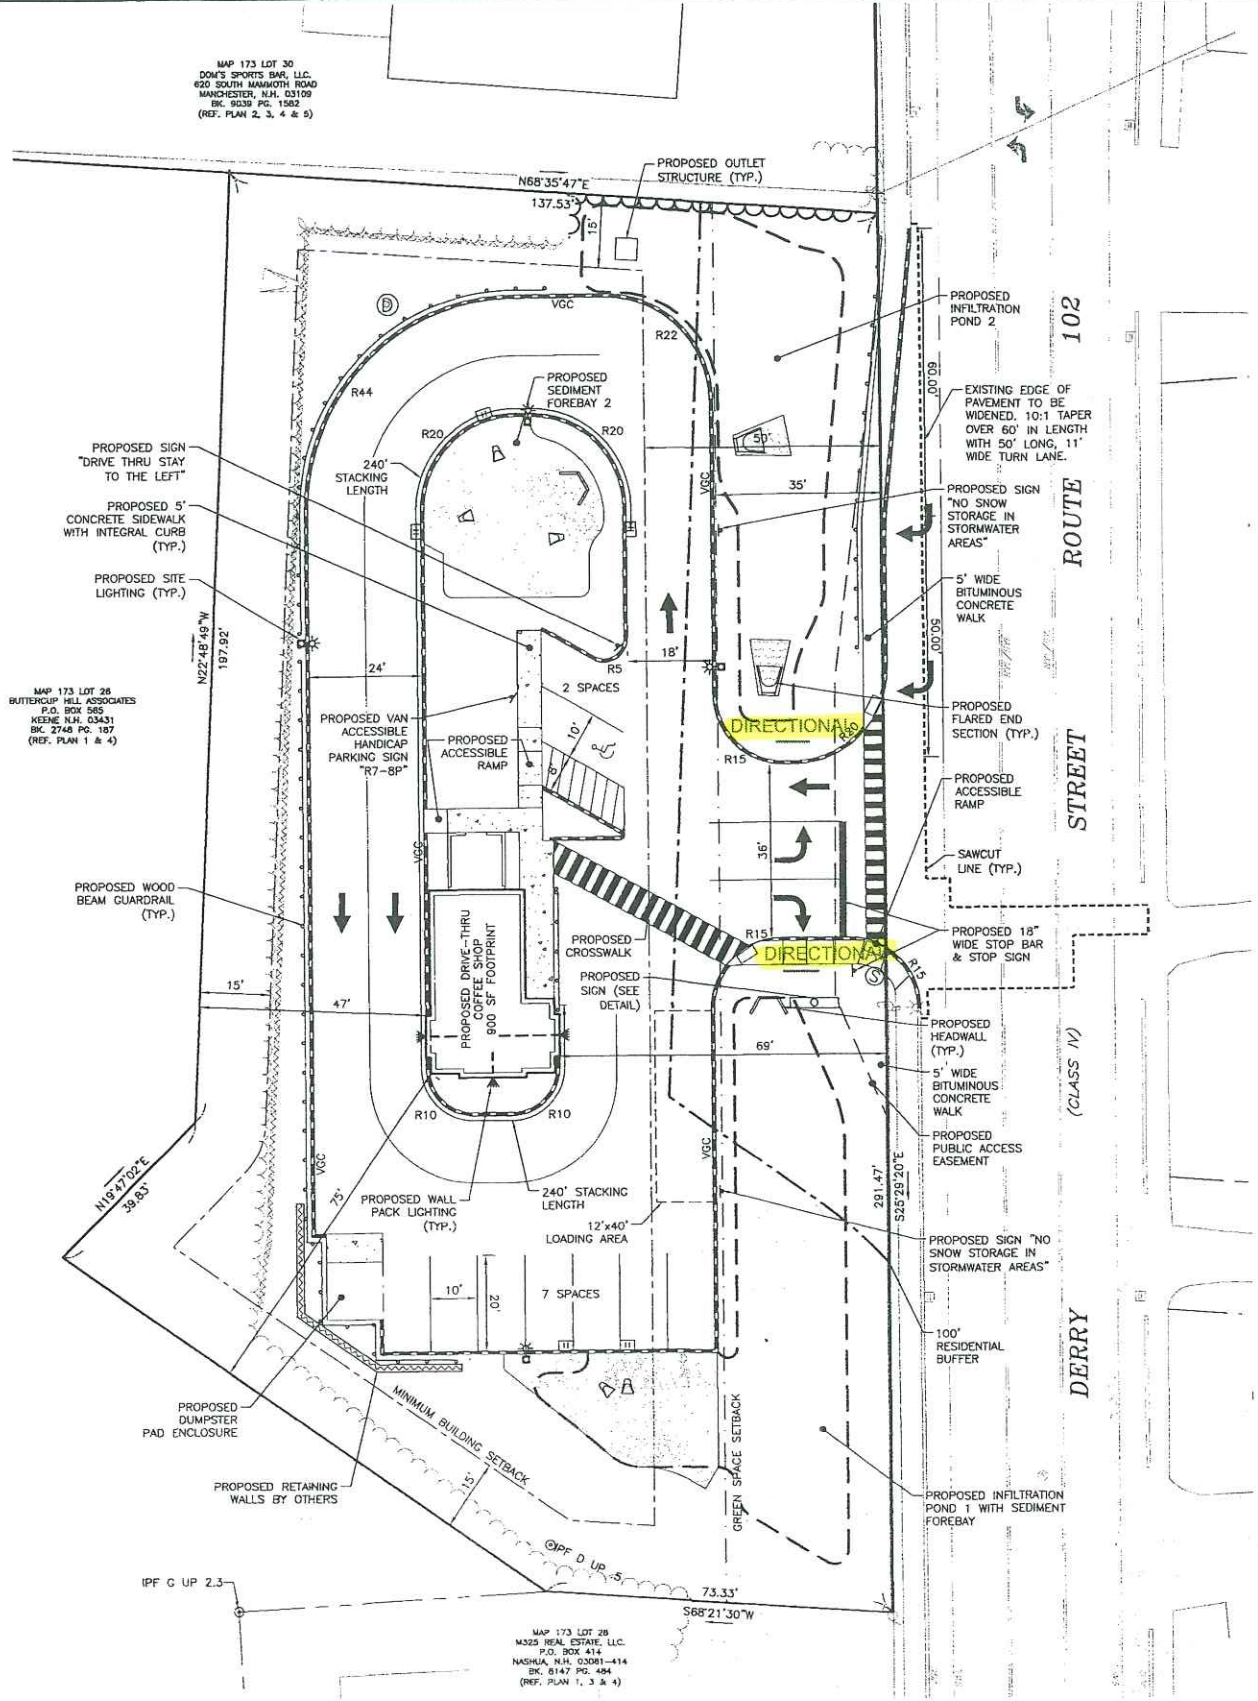 MAP 173 LOT 30
DOM'S SPORTS BAR, LLC.
620 SOUTH MAMMOTH ROAD
MANCHESTER, N.H. 03109
BK. 9039 PG. 1582
(REF. PLAN 2, 3, 4 & 5)
PROPOSED OUTLET
STRUCTURE (TYP.)
N68°35'47"E
137.53'
15'
D
VGC
R22
R44
PROPOSED
INFILTRATION
POND 2
ROUTE 102
60.00'
PROPOSED
SEDIMENT
FOREBAY 2
R20
R20
EXISTING EDGE OF
PAVEMENT TO BE
WIDENED. 10:1 TAPER
OVER 60' IN LENGTH
WITH 50' LONG, 11'
WIDE TURN LANE.
50'
PROPOSED SIGN
"DRIVE THRU STAY
TO THE LEFT"
240'
STACKING
LENGTH
VGC
35'
PROPOSED SIGN
"NO SNOW
STORAGE IN
STORMWATER
AREAS"
PROPOSED 5'
CONCRETE SIDEWALK
WITH INTEGRAL CURB
(TYP.)
PROPOSED SITE
LIGHTING (TYP.)
5' WIDE
BITUMINOUS
CONCRETE
WALK
50.00'
N22°48'49"W
197.92'
24'
R5
18'
2 SPACES
MAP 173 LOT 26
BUTTERCUP HILL ASSOCIATES
P.O. BOX 565
KEENE N.H. 03431
BK. 2748 PG. 187
(REF. PLAN 1 & 4)
PROPOSED VAN
ACCESSIBLE
HANDICAP
PARKING SIGN
"R7-8P"
PROPOSED
ACCESSIBLE
RAMP
10'
8'
DIRECTIONAL
R20
R15
PROPOSED
FLARED END
SECTION (TYP.)
STREET
PROPOSED
ACCESSIBLE
RAMP
36'
VGC
SAWCUT
LINE (TYP.)
PROPOSED WOOD
BEAM GUARDRAIL
(TYP.)
PROPOSED DRIVE-THRU
COFFEE SHOP
900 SF FOOTPRINT
PROPOSED
CROSSWALK
R15
DIRECTIONAL
PROPOSED 18"
WIDE STOP BAR
& STOP SIGN
S
R15
PROPOSED
SIGN (SEE
DETAIL)
15'
47'
69'
PROPOSED
HEADWALL
(TYP.)
(CLASS IV)
5' WIDE
BITUMINOUS
CONCRETE
WALK
R10
R10
PROPOSED
PUBLIC ACCESS
EASEMENT
VGC
VGC
N19°47'02"E
39.83'
75'
PROPOSED WALL
PACK LIGHTING
(TYP.)
240' STACKING
LENGTH
12'x40'
LOADING AREA
291.47'
S25°29'20"E
PROPOSED SIGN "NO
SNOW STORAGE IN
STORMWATER AREAS"
10'
20'
7 SPACES
100'
RESIDENTIAL
BUFFER
DERRY
PROPOSED
DUMPSTER
PAD ENCLOSURE
MINIMUM BUILDING SETBACK
GREEN SPACE SETBACK
PROPOSED RETAINING
WALLS BY OTHERS
15'
PROPOSED INFILTRATION
POND 1 WITH SEDIMENT
FOREBAY
IPF D UP .5
IPF G UP 2.3
73.33'
S68°21'30"W
MAP 173 LOT 28
M325 REAL ESTATE, LLC.
P.O. BOX 414
NASHUA, N.H. 03061-414
BK. 6147 PG. 484
(REF. PLAN 1, 3 & 4)